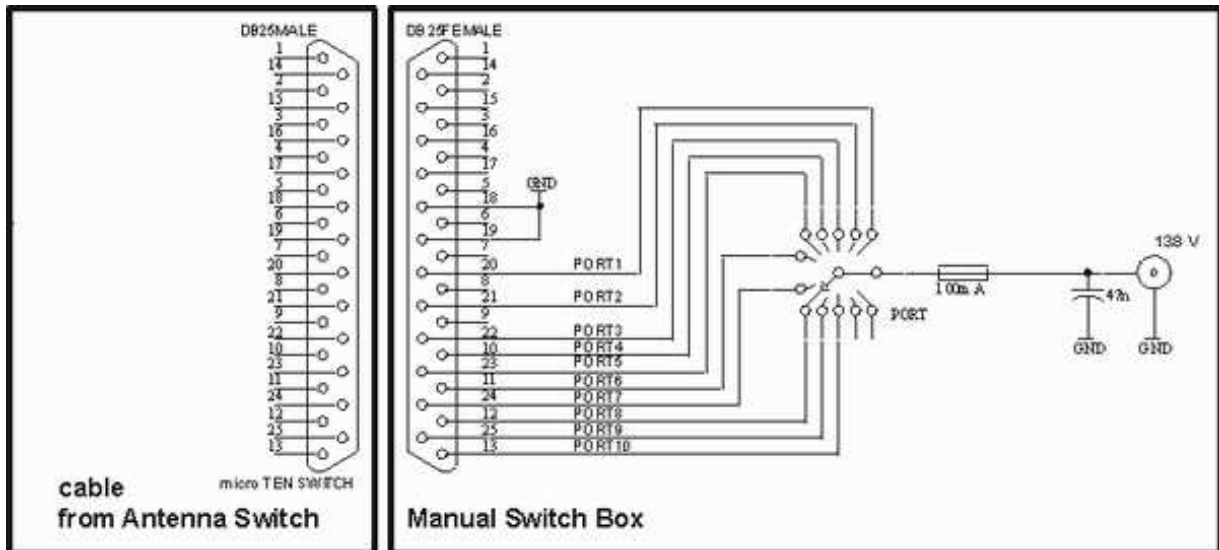 DB25MALE
1
14
2
15
3
16
4
17
5
18
6
19
7
20
8
21
9
22
10
23
11
24
12
25
13
micro TEN SWITCH
cable
from Antenna Switch
DB25FEMALE
1
14
2
15
3
16
4
17
5
18
6
19
7
20
8
21
9
22
10
23
11
24
12
25
13
GND
PORT1
PORT2
PORT3
PORT4
PORT5
PORT6
PORT7
PORT8
PORT9
PORT10
PORT
100mA
138 V
47n
GND
GND
Manual Switch Box